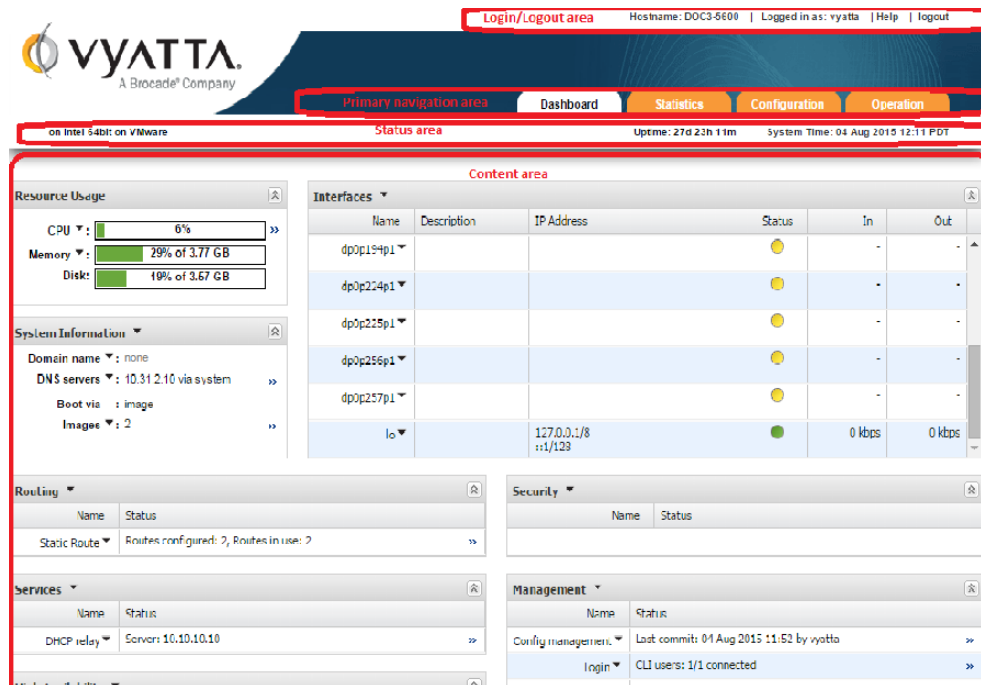 Login/Logout area
Hostname: DOC3-5600 | Logged in as: vyatta | Help | logout
VYATTA.
A Brocade® Company
Primary navigation area
Dashboard Statistics Configuration Operation
on Intel 64bit on VMware
Status area
Uptime: 27d 23h 11m System Time: 04 Aug 2015 12:11 PDT
Content area
Resource Usage
CPU : 6% »
Memory : 29% of 3.77 GB
Disk: 19% of 3.67 GB
System Information
Domain name : none
DNS servers : 10.31.2.10 via system »
Boot via : image
Images : 2 »
Interfaces
Name Description IP Address Status In Out
dp0p194p1 - -
dp0p224p1 - -
dp0p225p1 - -
dp0p256p1 - -
dp0p257p1 - -
lo 127.0.0.1/8 0 kbps 0 kbps
::1/128
Routing
Name Status
Static Route Routes configured: 2, Routes in use: 2 »
Security
Name Status
Services
Name Status
DHCP relay Server: 10.10.10.10 »
Management
Name Status
Config management Last commit: 04 Aug 2015 11:52 by vyatta »
Login CLI users: 1/1 connected »